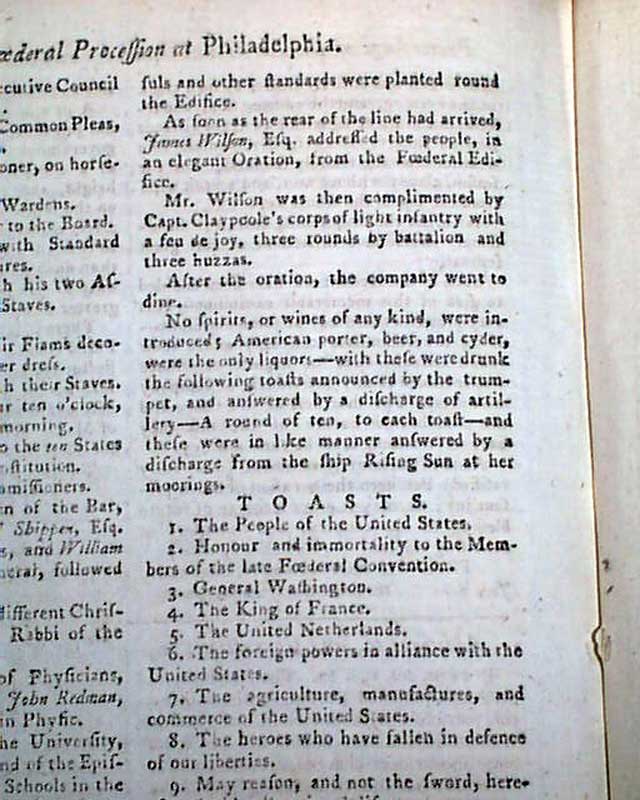 œderal Proceſſion at Philadelphia.
ecutive Council
Common Pleas,
oner, on horſe-
Wardens.
to the Board.
with Standard
ures.
h his two Aſ-
Staves.
ir Fiams deco-
er dreſs.
h their Staves.
ur ten o'clock,
morning.
o the ten States
nſtitution.
mmiſſioners.
en of the Bar,
Shippen, Eſq.
s, and William
neral, followed
different Chriſ-
Rabbi of the
of Phyſicians,
John Redman,
in Phyſic.
he Univerſity,
nd of the Epiſ-
Schools in the
ſuls and other ſtandards were planted round
the Edifice.
As ſoon as the rear of the line had arrived,
James Wilſon, Eſq. addreſſed the people, in
an elegant Oration, from the Fœderal Edi-
fice.
Mr. Wilſon was then complimented by
Capt. Claypoole's corps of light infantry with
a feu de joy, three rounds by battalion and
three huzzas.
After the oration, the company went to
dine.
No ſpirits, or wines of any kind, were in-
troduced; American porter, beer, and cyder,
were the only liquors—with theſe were drunk
the following toaſts announced by the trum-
pet, and anſwered by a diſcharge of artil-
lery—A round of ten, to each toaſt—and
theſe were in like manner anſwered by a
diſcharge from the ſhip Riſing Sun at her
moorings.
TOASTS.
1. The People of the United States.
2. Honour and immortality to the Mem-
bers of the late Fœderal Convention.
3. General Waſhington.
4. The King of France.
5. The United Netherlands.
6. The foreign powers in alliance with the
United States.
7. The agriculture, manufactures, and
commerce of the United States.
8. The heroes who have fallen in defence
of our liberties.
9. May reaſon, and not the ſword, here-